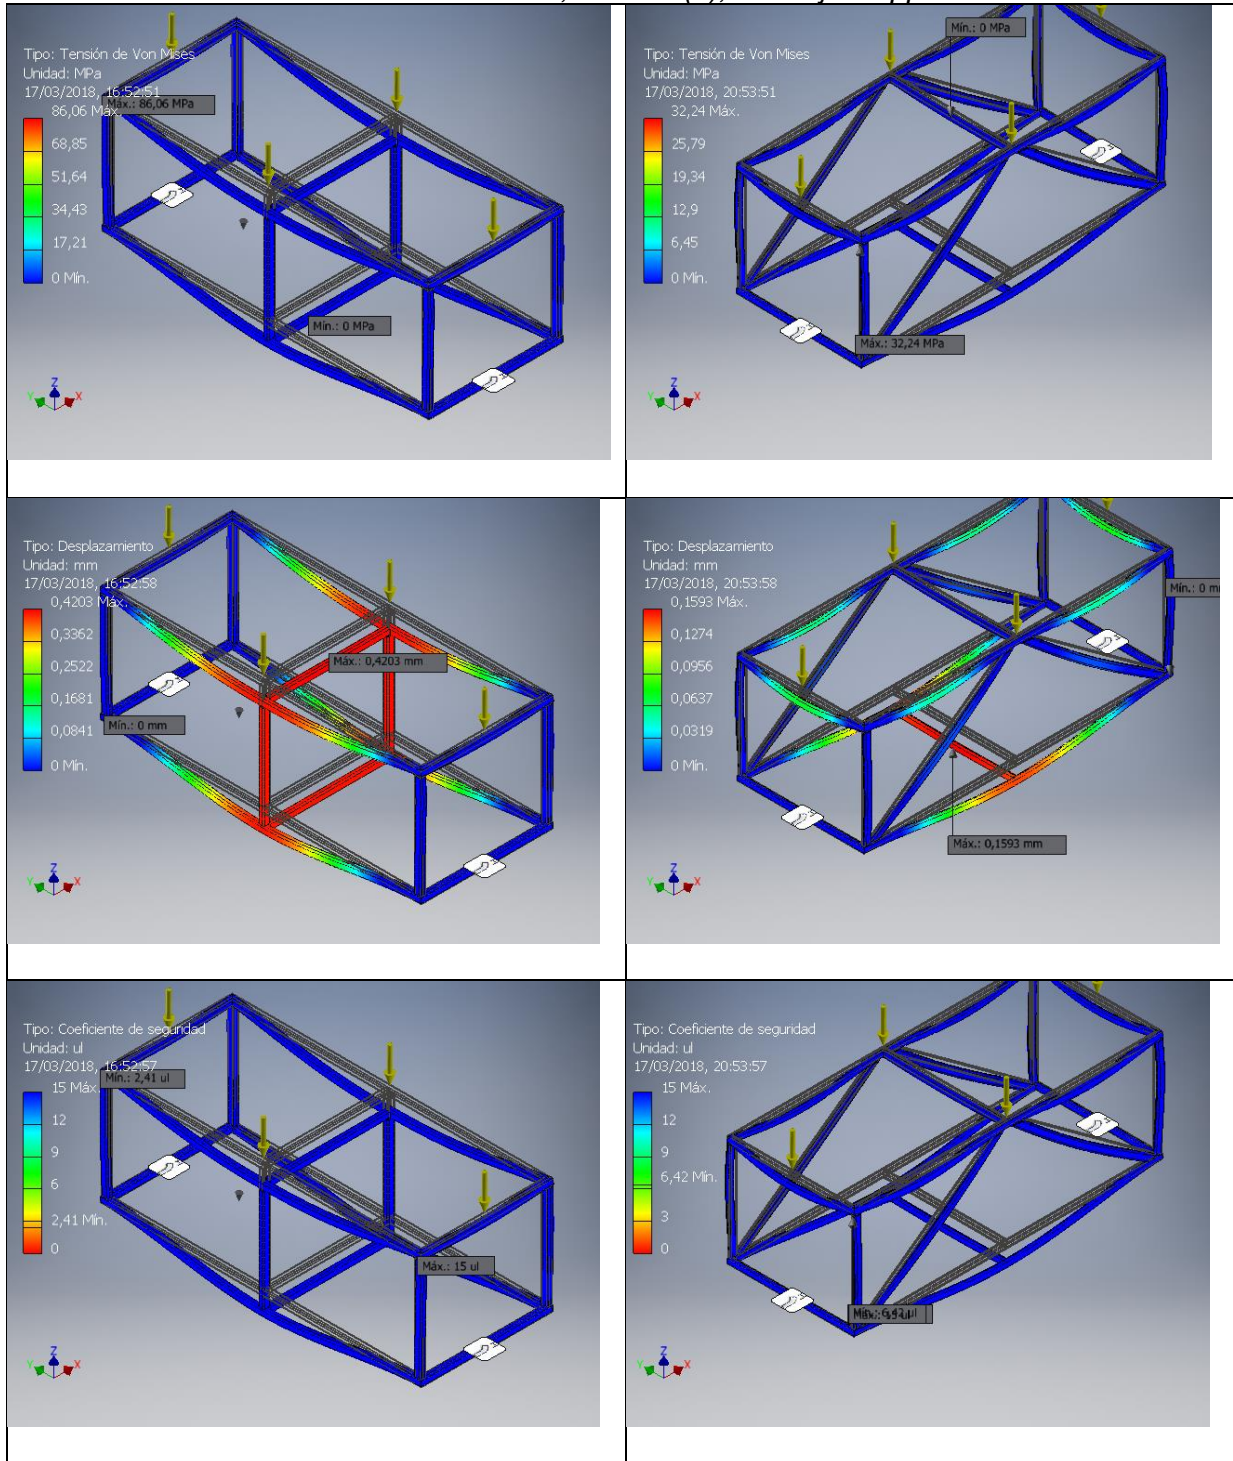 Tipo: Tensión de Von Mises
Unidad: MPa
17/03/2018, 16:52:51
Máx.: 86,06 MPa
86,06 Máx.
68,85
51,64
34,43
17,21
0 Mín.
Mín.: 0 MPa
Z
Y
X
Tipo: Tensión de Von Mises
Unidad: MPa
17/03/2018, 20:53:51
Mín.: 0 MPa
32,24 Máx.
25,79
19,34
12,9
6,45
0 Mín.
Máx.: 32,24 MPa
Z
Y
X
Tipo: Desplazamiento
Unidad: mm
17/03/2018, 16:52:58
0,4203 Máx.
0,3362
0,2522
0,1681
0,0841
0 Mín.
Máx.: 0,4203 mm
Mín.: 0 mm
Z
Y
X
Tipo: Desplazamiento
Unidad: mm
17/03/2018, 20:53:58
0,1593 Máx.
0,1274
0,0956
0,0637
0,0319
0 Mín.
Mín.: 0 m
Máx.: 0,1593 mm
Z
Y
X
Tipo: Coeficiente de seguridad
Unidad: ul
17/03/2018, 16:52:57
Mín.: 2,41 ul
15 Máx.
12
9
6
2,41 Mín.
0
Máx.: 15 ul
Z
Y
X
Tipo: Coeficiente de seguridad
Unidad: ul
17/03/2018, 20:53:57
15 Máx.
12
9
6,42 Mín.
3
0
Mín.: 6,42 ul
Z
Y
X